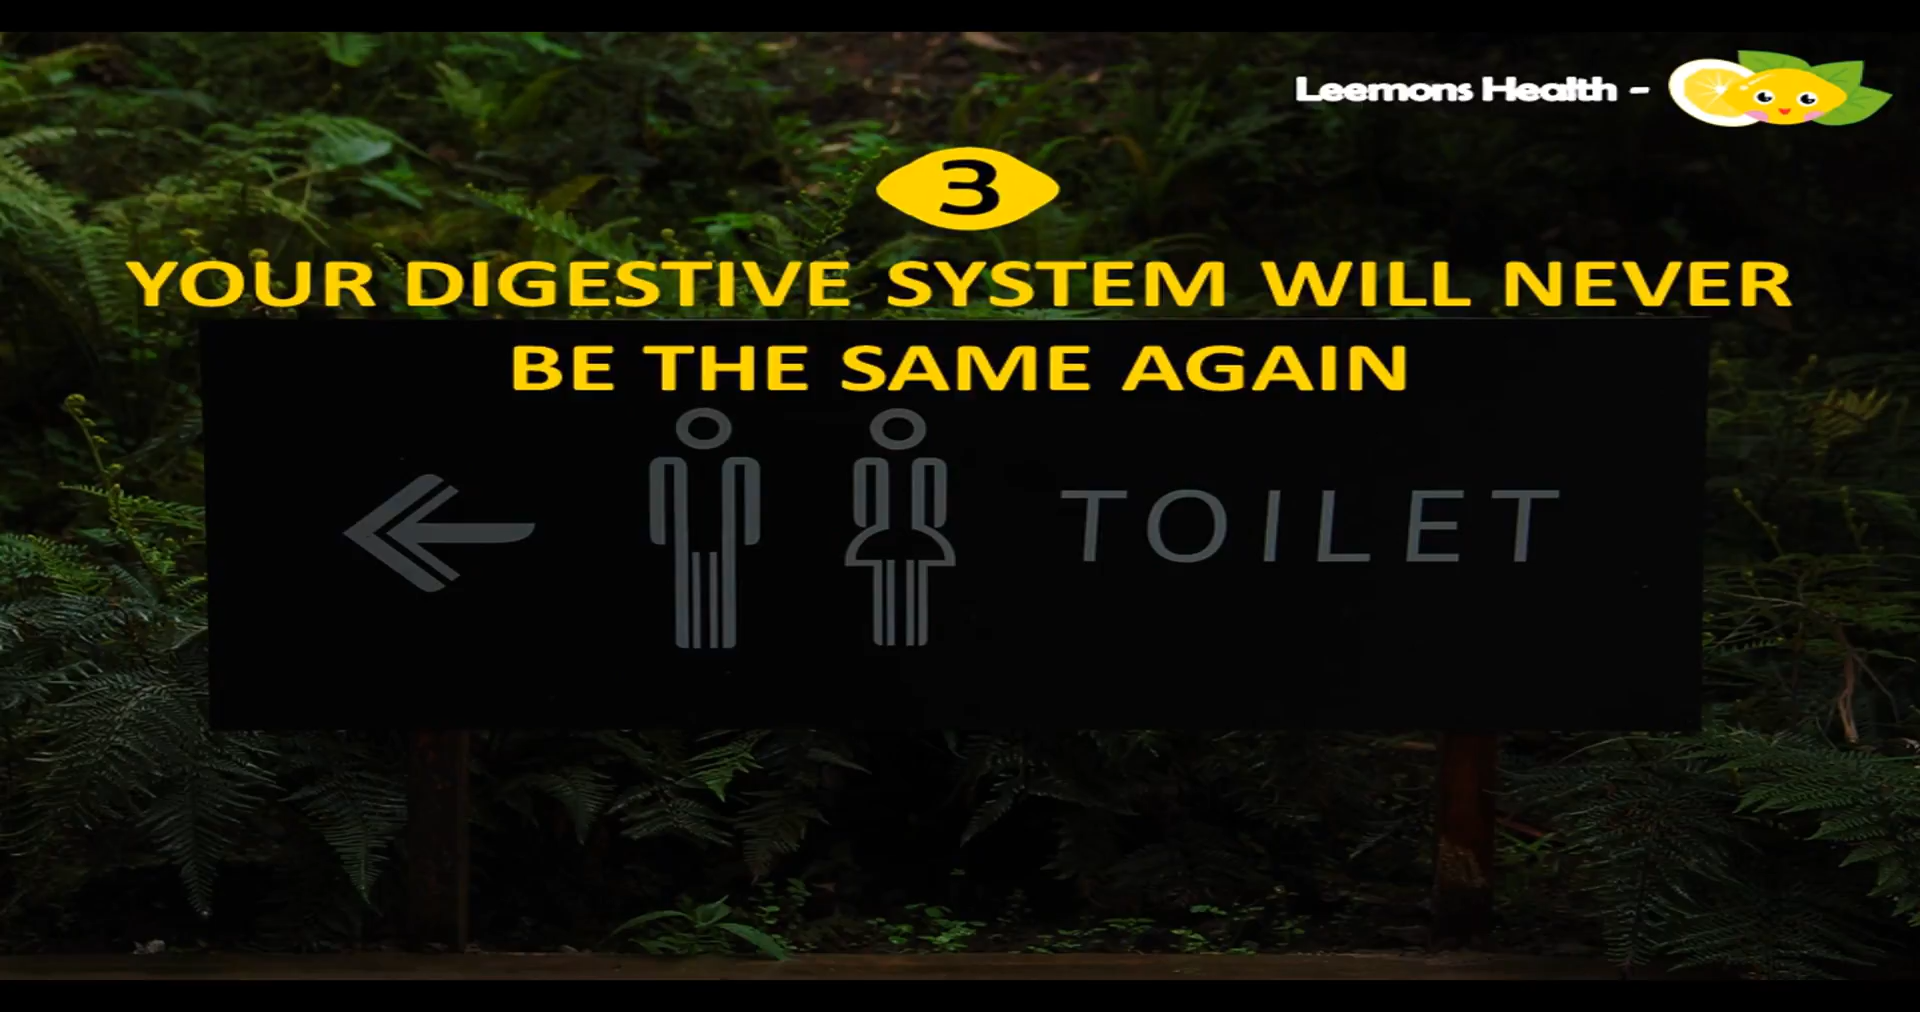 Leemons Health -
3
YOUR DIGESTIVE SYSTEM WILL NEVER
BE THE SAME AGAIN
TOILET